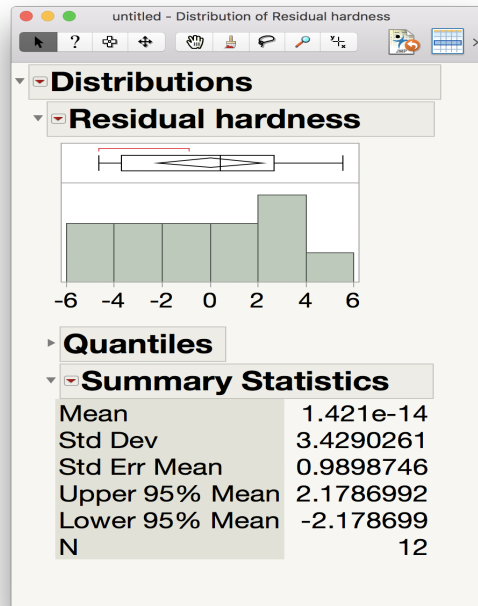 untitled - Distribution of Residual hardness
?
JMP
Distributions
Residual hardness
-6 -4 -2 0 2 4 6
Quantiles
Summary Statistics
Mean 1.421e-14
Std Dev 3.4290261
Std Err Mean 0.9898746
Upper 95% Mean 2.1786992
Lower 95% Mean -2.178699
N 12